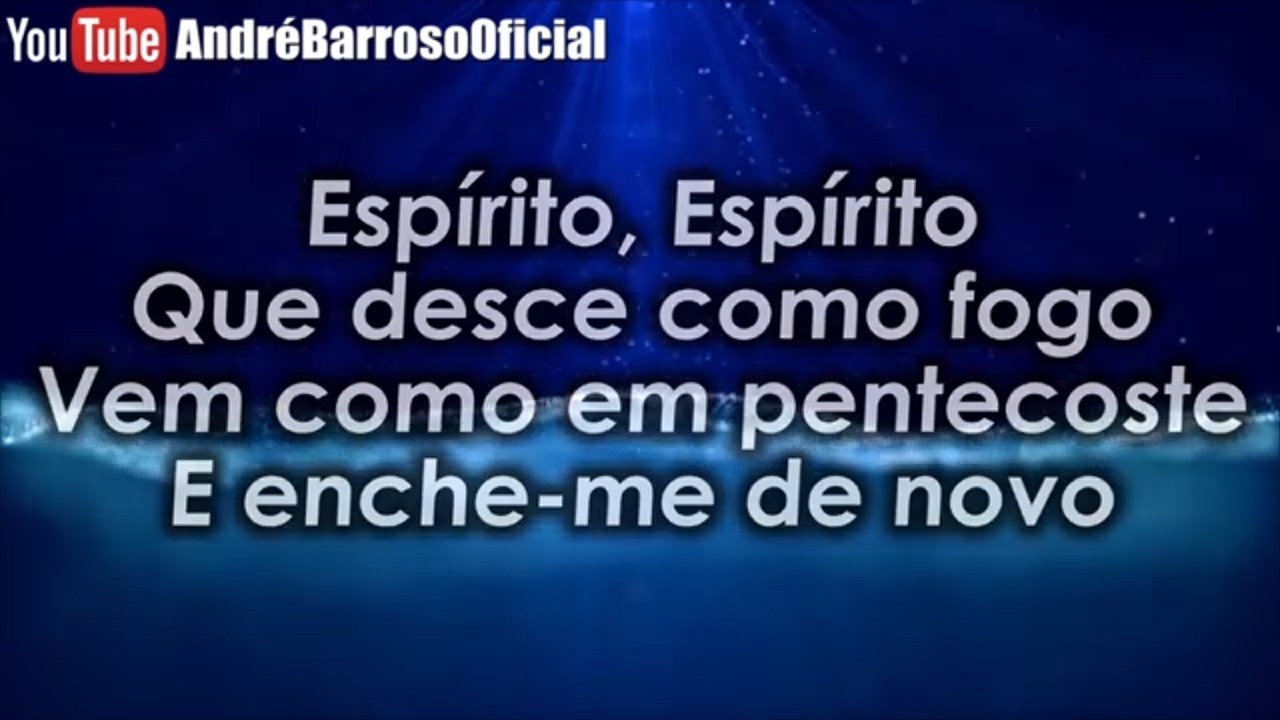 YouTube AndréBarrosoOficial
Espírito, Espírito
Que desce como fogo
Vem como em pentecoste
E enche-me de novo